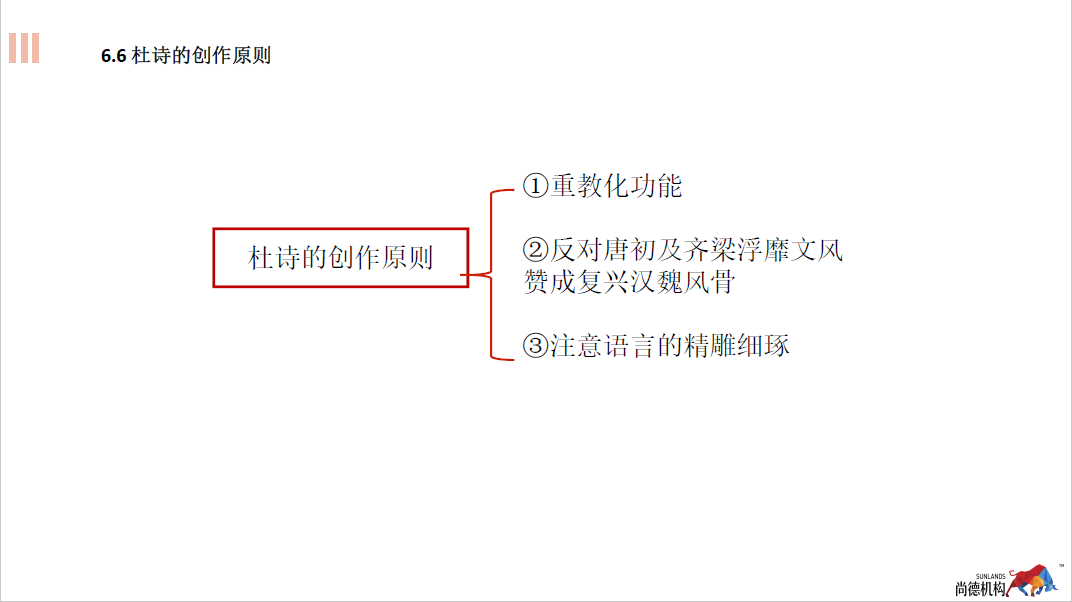 6.6 杜诗的创作原则
杜诗的创作原则
①重教化功能
②反对唐初及齐梁浮靡文风
赞成复兴汉魏风骨
③注意语言的精雕细琢
SUNLANDS
尚德机构
TM